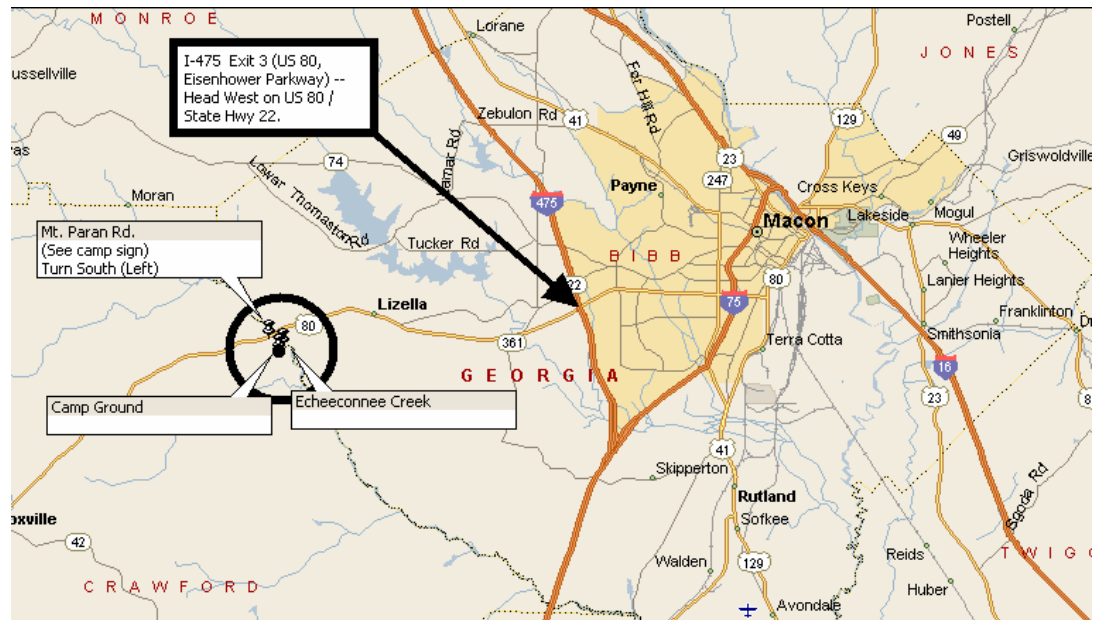 MONROE
Lorane
Postell
JONES
I-475 Exit 3 (US 80,
Eisenhower Parkway) --
Head West on US 80 /
State Hwy 22.
ussellville
Zebulon Rd
41
For Hill Rd
129
49
as
74
Lamar Rd
23
Griswoldville
Lower Thomaston Rd
247
Moran
475
Payne
Cross Keys
Macon
Lakeside
Mogul
Mt. Paran Rd.
(See camp sign)
Turn South (Left)
Tucker Rd
BIBB
Wheeler
Heights
80
Lanier Heights
22
Lizella
75
Franklinton
80
361
Terra Cotta
Smithsonia
GEORGIA
16
Camp Ground
Echeeconnee Creek
23
8
41
Skipperton
Rutland
Sgoda Rd
oxville
Sofkee
42
Walden
129
Reids
TWIGG
CRAWFORD
Huber
Avondale